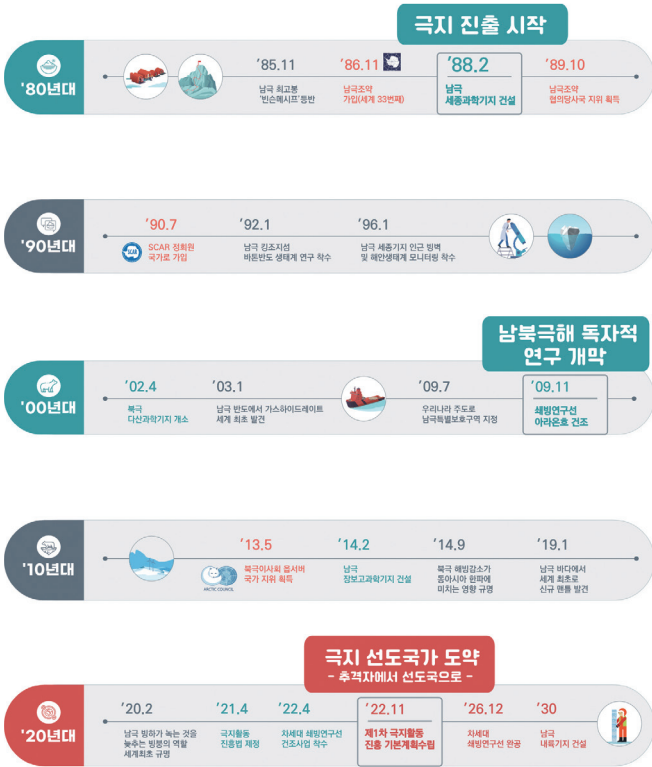 극지 진출 시작
'80년대
'85.11
남극 최고봉
'빈슨메시프'등반
'86.11
남극조약
가입(세계 33번째)
'88.2
남극
세종과학기지 건설
'89.10
남극조약
협의당사국 지위 획득
'90년대
'90.7
SCAR
SCAR 정회원
국가로 가입
'92.1
남극 킹조지섬
바튼반도 생태계 연구 착수
'96.1
남극 세종기지 인근 빙벽
및 해안생태계 모니터링 착수
남북극해 독자적
연구 개막
'00년대
'02.4
북극
다산과학기지 개소
'03.1
남극 반도에서 가스하이드레이트
세계 최초 발견
'09.7
우리나라 주도로
남극특별보호구역 지정
'09.11
쇄빙연구선
아라온호 건조
'10년대
'13.5
ARCTIC COUNCIL
북극이사회 옵서버
국가 지위 획득
'14.2
남극
장보고과학기지 건설
'14.9
북극 해빙감소가
동아시아 한파에
미치는 영향 규명
'19.1
남극 바다에서
세계 최초로
신규 맨틀 발견
극지 선도국가 도약
- 추격자에서 선도국으로 -
'20년대
'20.2
남극 빙하가 녹는 것을
늦추는 빙붕의 역할
세계최초 규명
'21.4
극지활동
진흥법 제정
'22.4
차세대 쇄빙연구선
건조사업 착수
'22.11
제1차 극지활동
진흥 기본계획수립
'26.12
차세대
쇄빙연구선 완공
'30
남극
내륙기지 건설